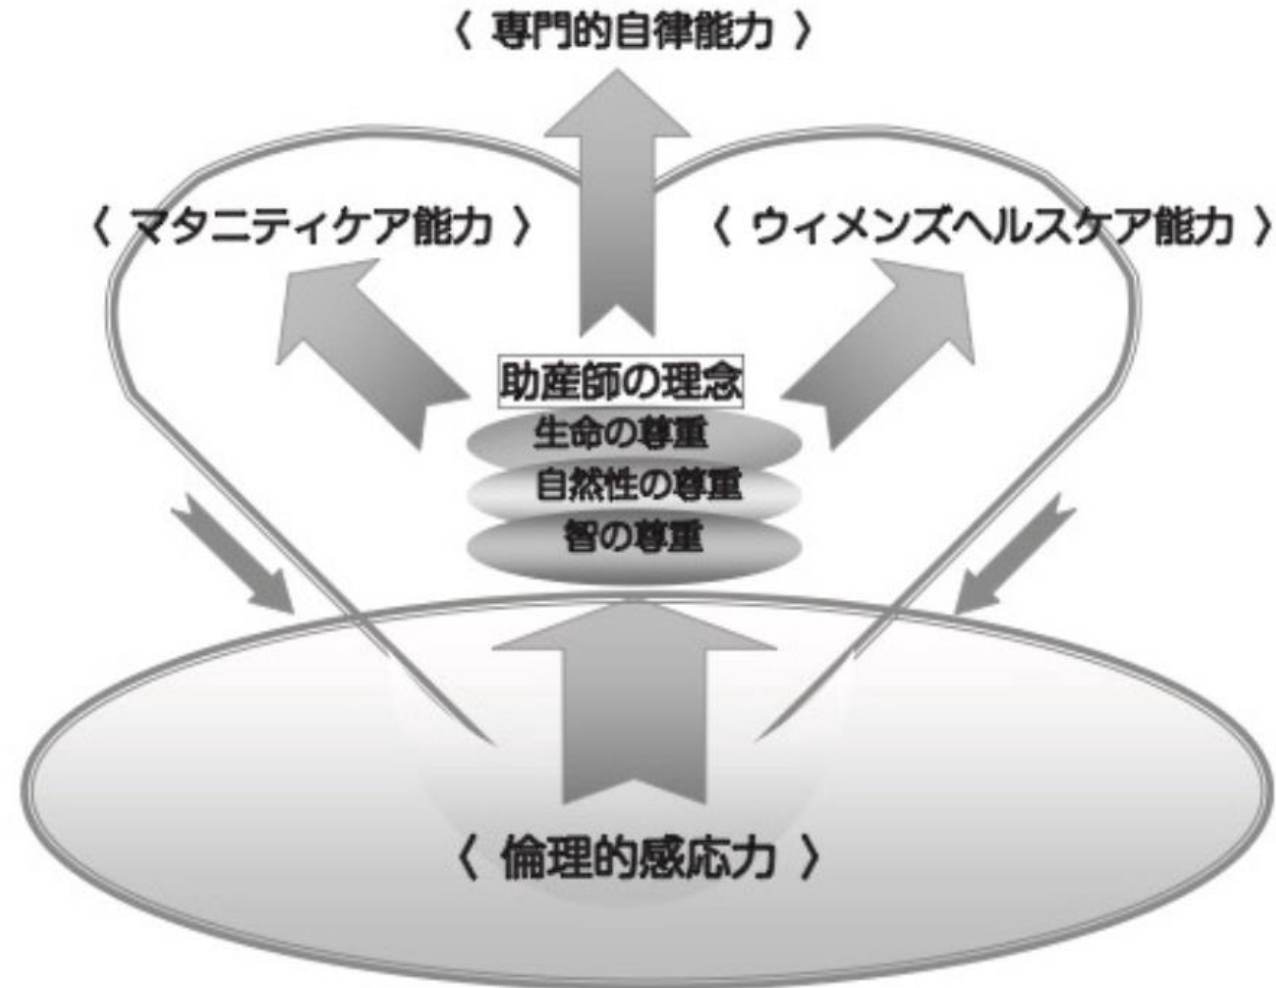 〈 専門的自律能力 〉
〈 マタニティケア能力 〉
〈 ウィメンズヘルスケア能力 〉
助産師の理念
生命の尊重
自然性の尊重
智の尊重
〈 倫理的感応力 〉